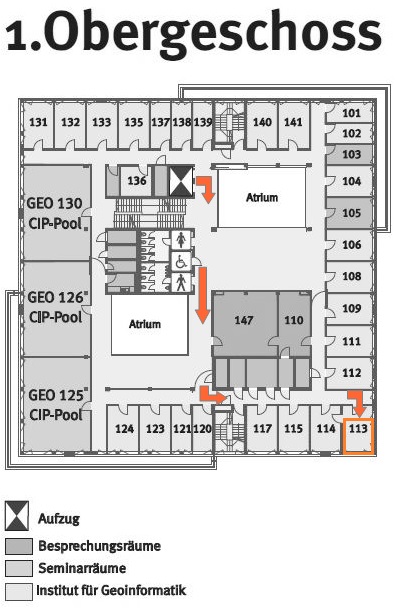 1.Obergeschoss
131 132 133 135 137 138 139 140 141 101
102
103
136 104
GEO 130
CIP-Pool
Atrium
105
106
GEO 126
CIP-Pool
108
109
Atrium
147 110
111
112
GEO 125
CIP-Pool
124 123 121 120 117 115 114 113
Aufzug
Besprechungsräume
Seminarräume
Institut für Geoinformatik